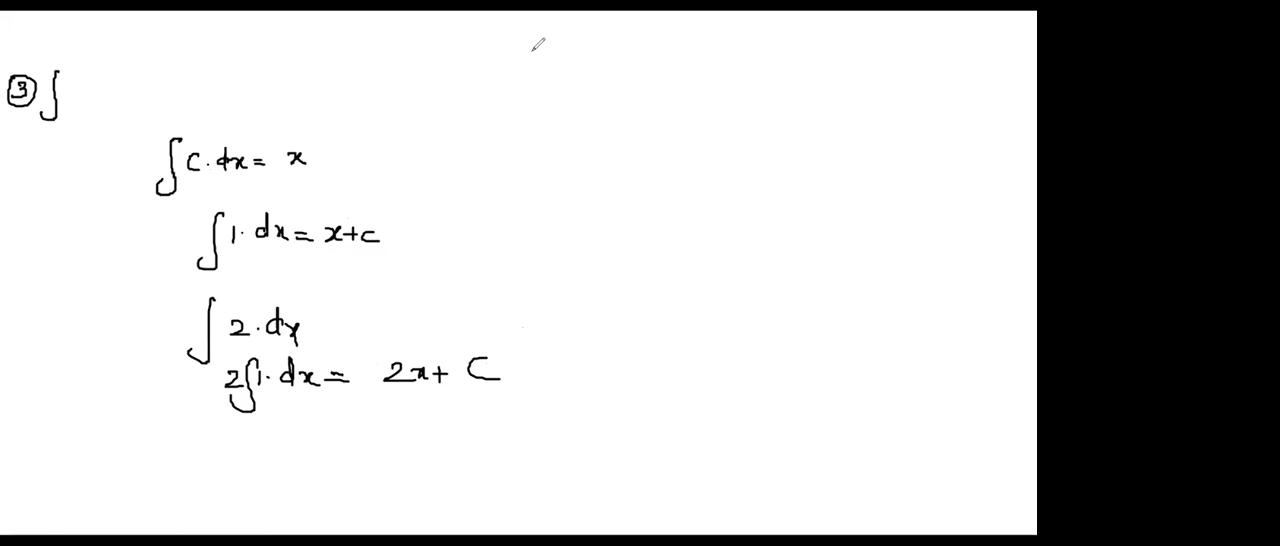 ③ ∫
∫ c. dx = x
∫ 1. dx = x+c
∫ 2. dx
2∫1. dx = 2x+ C